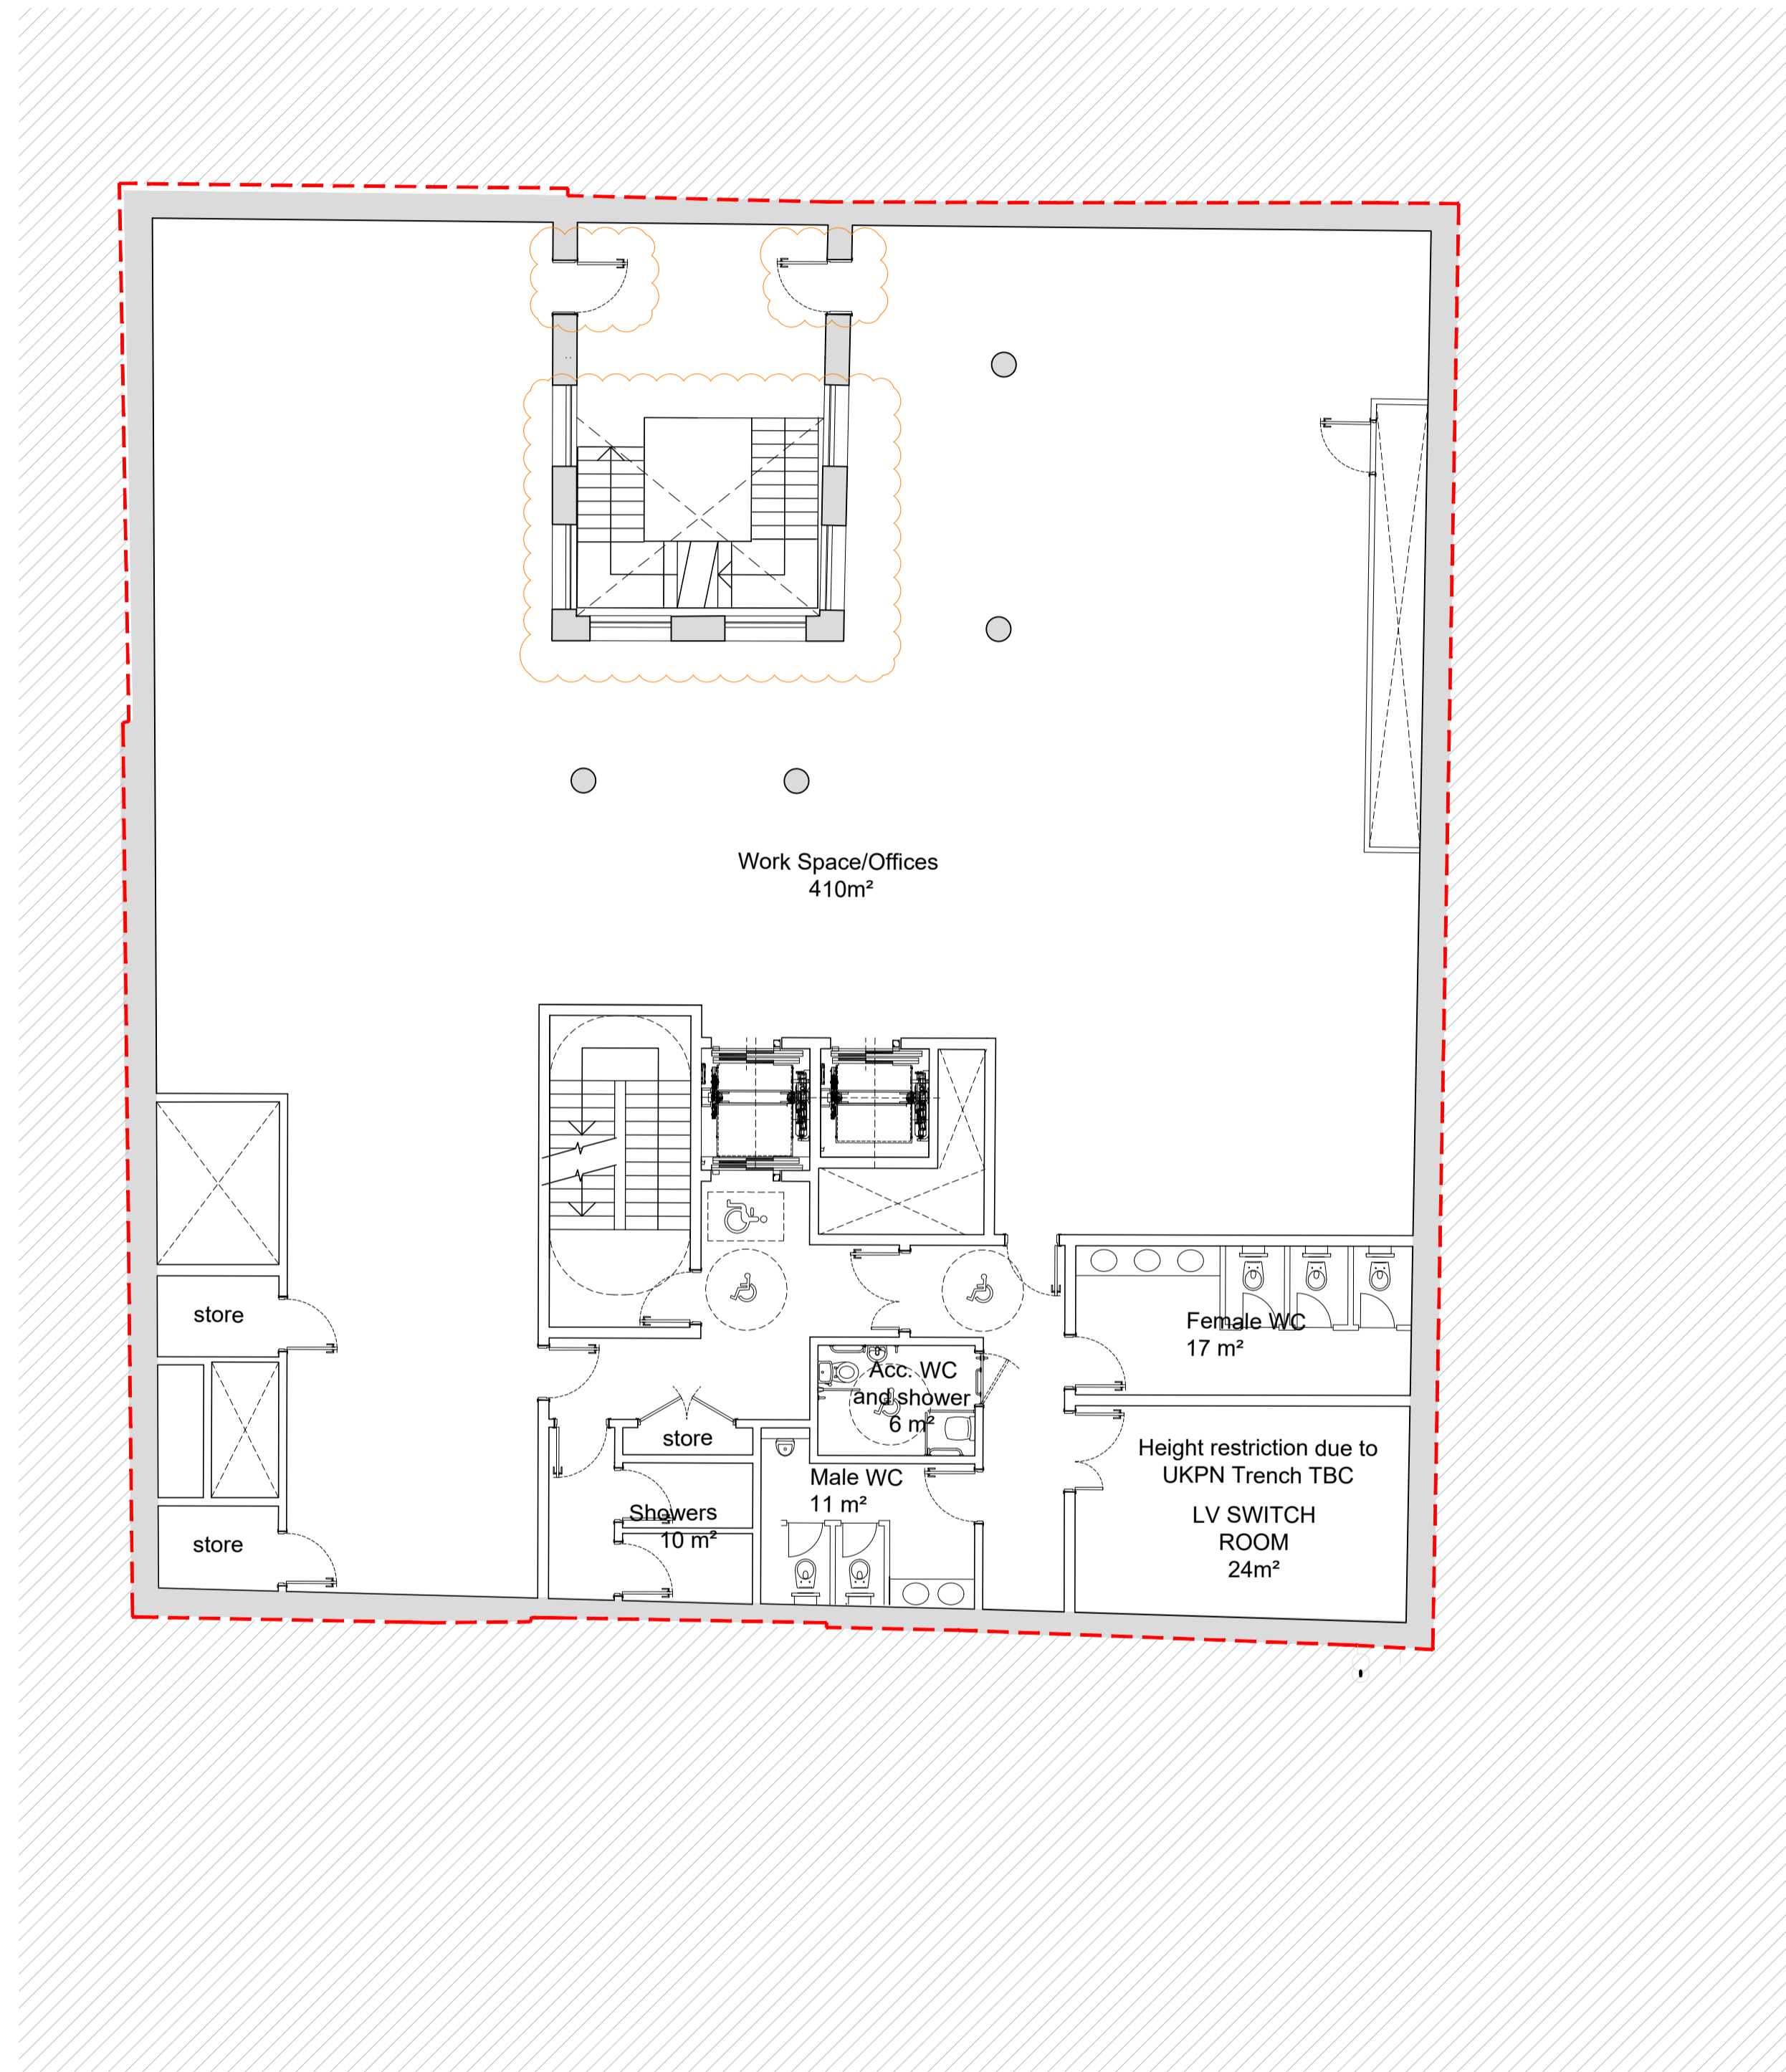 Work Space/Offices
410m²
store
Female WC
17 m²
Acc. WC
and shower
6 m²
store
Height restriction due to
UKPN Trench TBC
Male WC
11 m²
Showers
10 m²
LV SWITCH
ROOM
24m²
store